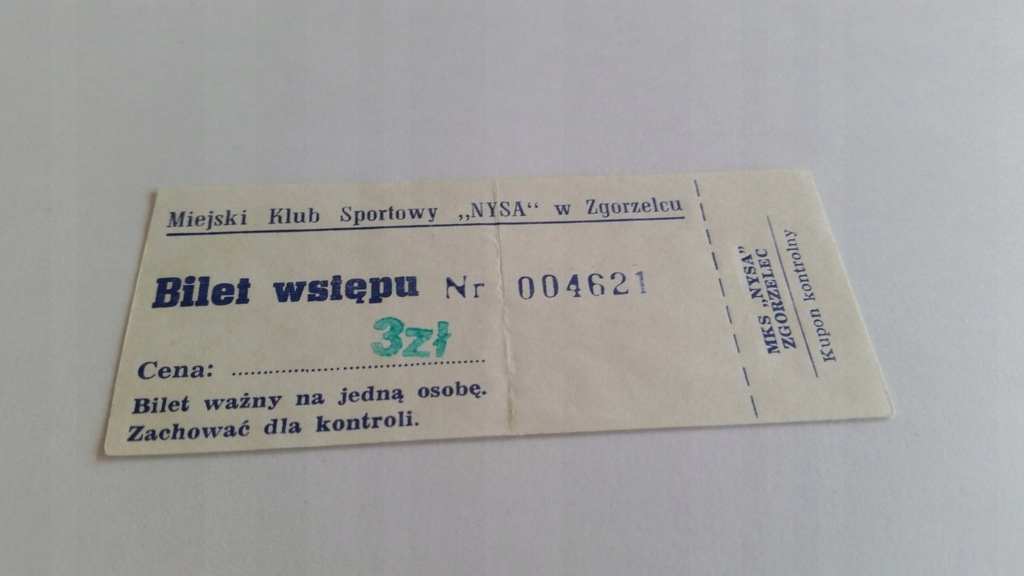 Miejski Klub Sportowy „NYSA“ w Zgorzelcu
Bilet wstępu Nr 004621
3zł
Cena: ........................................
Bilet ważny na jedną osobę.
Zachować dla kontroli.
MKS „NYSA”
ZGORZELEC
Kupon kontrolny